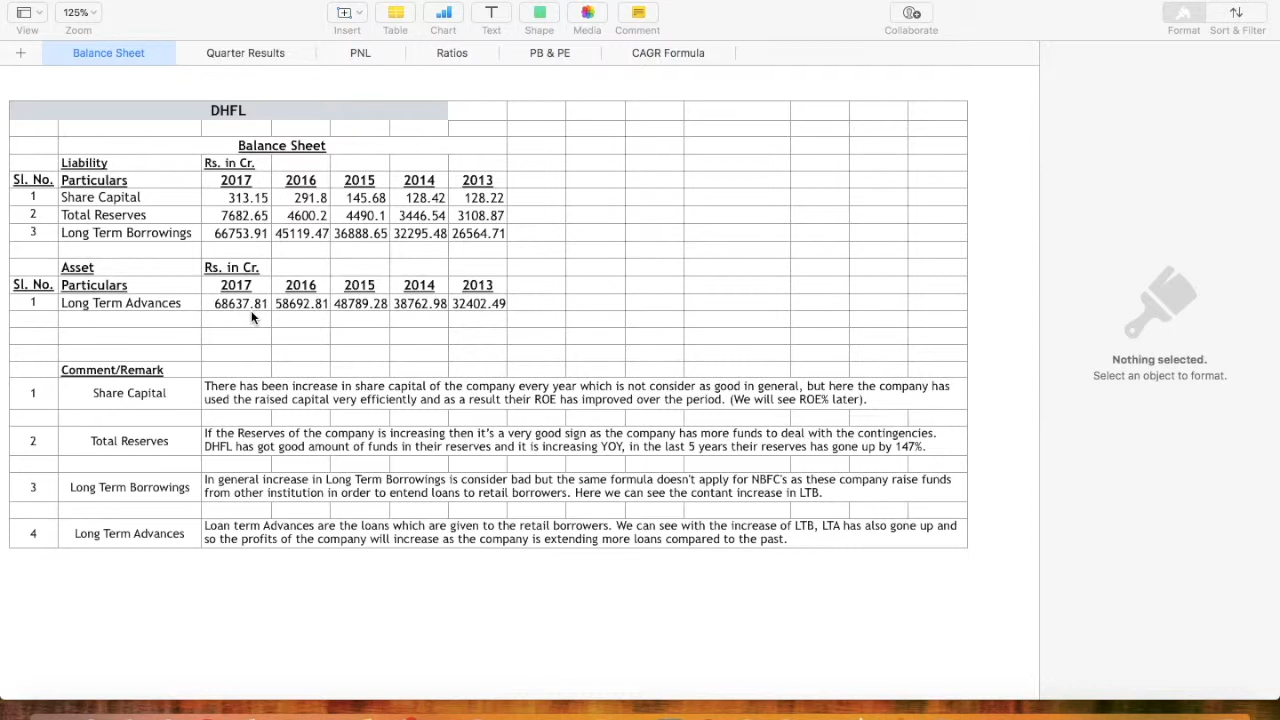 125%
View Zoom Insert Table Chart Text Shape Media Comment Collaborate Format Sort & Filter
Balance Sheet Quarter Results PNL Ratios PB & PE CAGR Formula
DHFL
Balance Sheet
Liability Rs. in Cr.
Sl. No. Particulars 2017 2016 2015 2014 2013
1 Share Capital 313.15 291.8 145.68 128.42 128.22
2 Total Reserves 7682.65 4600.2 4490.1 3446.54 3108.87
3 Long Term Borrowings 66753.91 45119.47 36888.65 32295.48 26564.71
Asset Rs. in Cr.
Sl. No. Particulars 2017 2016 2015 2014 2013
1 Long Term Advances 68637.81 58692.81 48789.28 38762.98 32402.49
Comment/Remark
1 Share Capital There has been increase in share capital of the company every year which is not consider as good in general, but here the company has
used the raised capital very efficiently and as a result their ROE has improved over the period. (We will see ROE% later).
2 Total Reserves If the Reserves of the company is increasing then it's a very good sign as the company has more funds to deal with the contingencies.
DHFL has got good amount of funds in their reserves and it is increasing YOY, in the last 5 years their reserves has gone up by 147%.
3 Long Term Borrowings In general increase in Long Term Borrowings is consider bad but the same formula doesn't apply for NBFC's as these company raise funds
from other institution in order to entend loans to retail borrowers. Here we can see the contant increase in LTB.
4 Long Term Advances Loan term Advances are the loans which are given to the retail borrowers. We can see with the increase of LTB, LTA has also gone up and
so the profits of the company will increase as the company is extending more loans compared to the past.
Nothing selected.
Select an object to format.